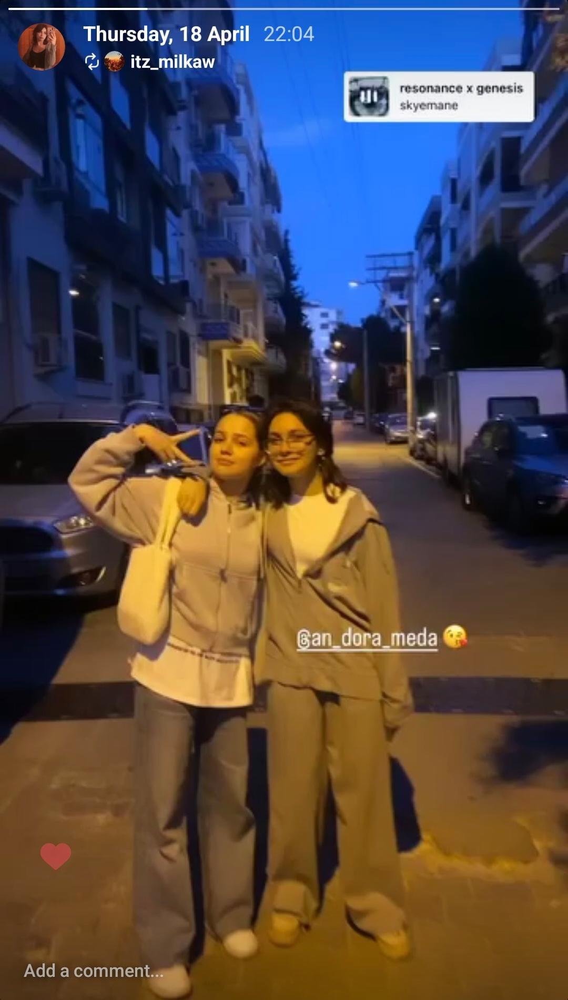 Thursday, 18 April 22:04
itz_milkaw
resonance x genesis
skyemane
@an_dora_meda 😘
Add a comment...